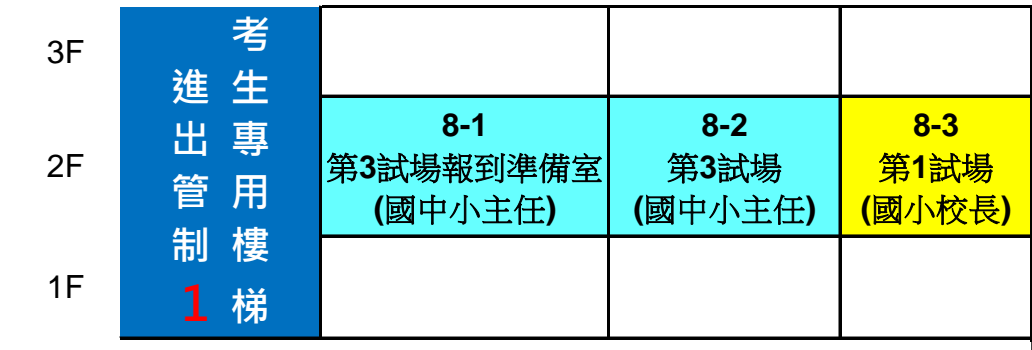 3F
2F
1F
考生專用樓梯
進出管制1
8-1
第3試場報到準備室
(國中小主任)
8-2
第3試場
(國中小主任)
8-3
第1試場
(國小校長)